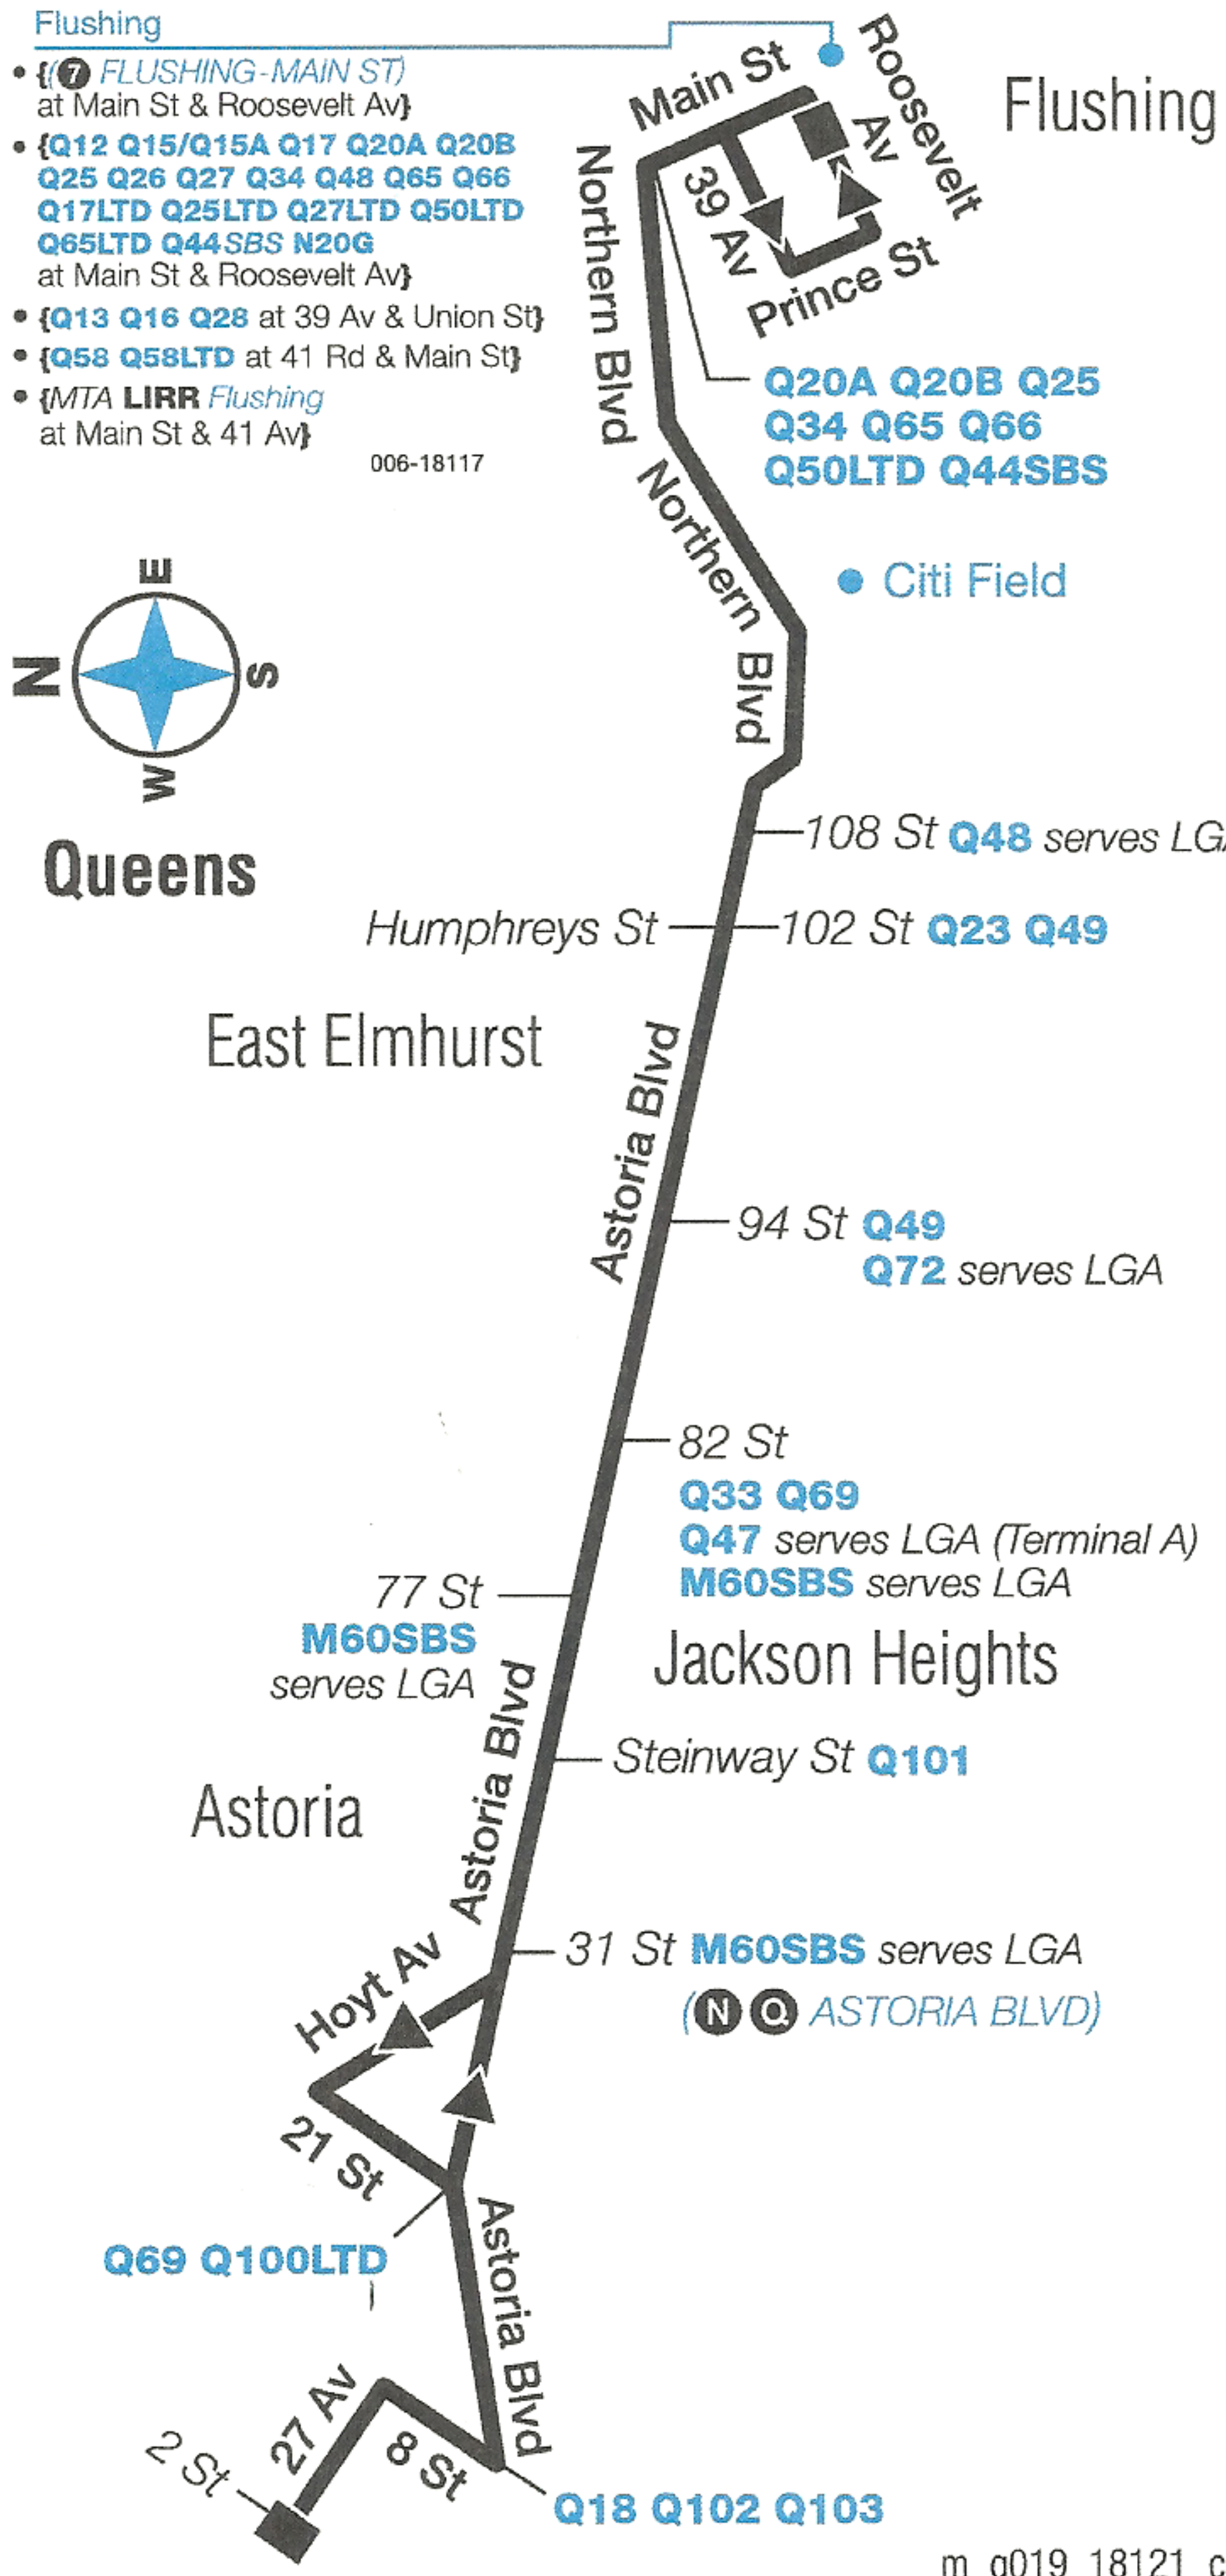 Flushing
• {(7 FLUSHING-MAIN ST)
at Main St & Roosevelt Av}
• {Q12 Q15/Q15A Q17 Q20A Q20B
Q25 Q26 Q27 Q34 Q48 Q65 Q66
Q17LTD Q25LTD Q27LTD Q50LTD
Q65LTD Q44SBS N20G
at Main St & Roosevelt Av}
• {Q13 Q16 Q28 at 39 Av & Union St}
• {Q58 Q58LTD at 41 Rd & Main St}
• {MTA LIRR Flushing
at Main St & 41 Av}
006-18117
Main St
Roosevelt
Av
Flushing
39 Av
Prince St
Northern Blvd
Q20A Q20B Q25
Q34 Q65 Q66
Q50LTD Q44SBS
Northern Blvd
• Citi Field
E
N
S
W
Queens
108 St Q48 serves LGA
Humphreys St
102 St Q23 Q49
East Elmhurst
Astoria Blvd
94 St Q49
Q72 serves LGA
82 St
Q33 Q69
Q47 serves LGA (Terminal A)
M60SBS serves LGA
77 St
M60SBS
serves LGA
Jackson Heights
Astoria Blvd
Steinway St Q101
Astoria
31 St M60SBS serves LGA
(N Q ASTORIA BLVD)
Hoyt Av
21 St
Q69 Q100LTD
Astoria Blvd
27 Av
8 St
2 St
Q18 Q102 Q103
m_q019_18121_c